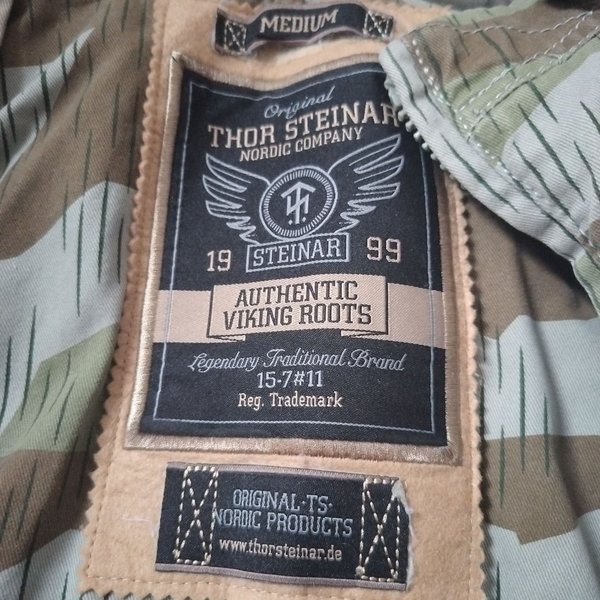 MEDIUM
Original
THOR STEINAR
NORDIC COMPANY
STEINAR
19 99
AUTHENTIC
VIKING ROOTS
Legendary Traditional Brand
15-7#11
Reg. Trademark
ORIGINAL·TS·
NORDIC PRODUCTS
www.thorsteinar.de